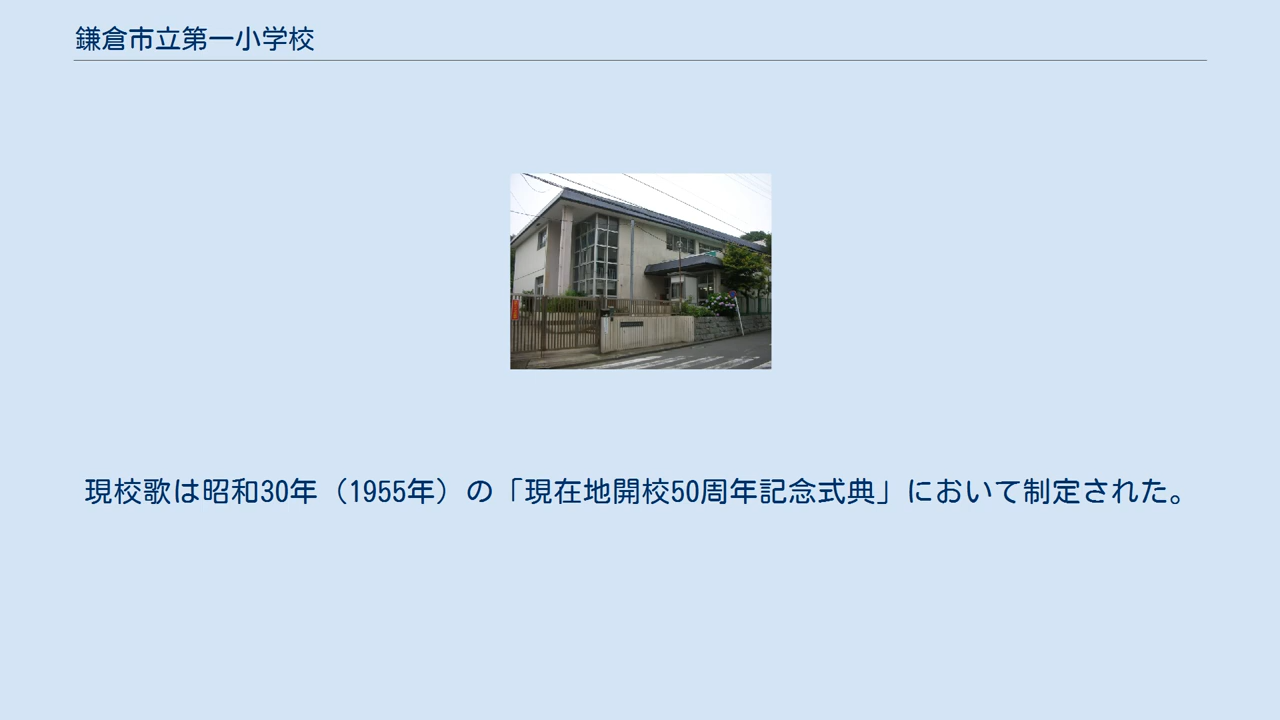 鎌倉市立第一小学校
現校歌は昭和30年（1955年）の「現在地開校50周年記念式典」において制定された。